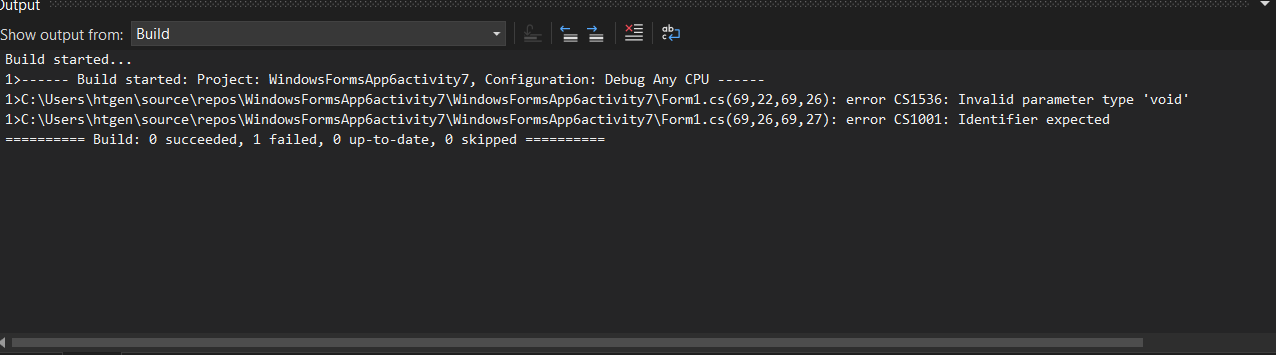 Output
Show output from: Build
Build started...
1>------ Build started: Project: WindowsFormsApp6activity7, Configuration: Debug Any CPU ------
1>C:\Users\htgen\source\repos\WindowsFormsApp6activity7\WindowsFormsApp6activity7\Form1.cs(69,22,69,26): error CS1536: Invalid parameter type 'void'
1>C:\Users\htgen\source\repos\WindowsFormsApp6activity7\WindowsFormsApp6activity7\Form1.cs(69,26,69,27): error CS1001: Identifier expected
========== Build: 0 succeeded, 1 failed, 0 up-to-date, 0 skipped ==========